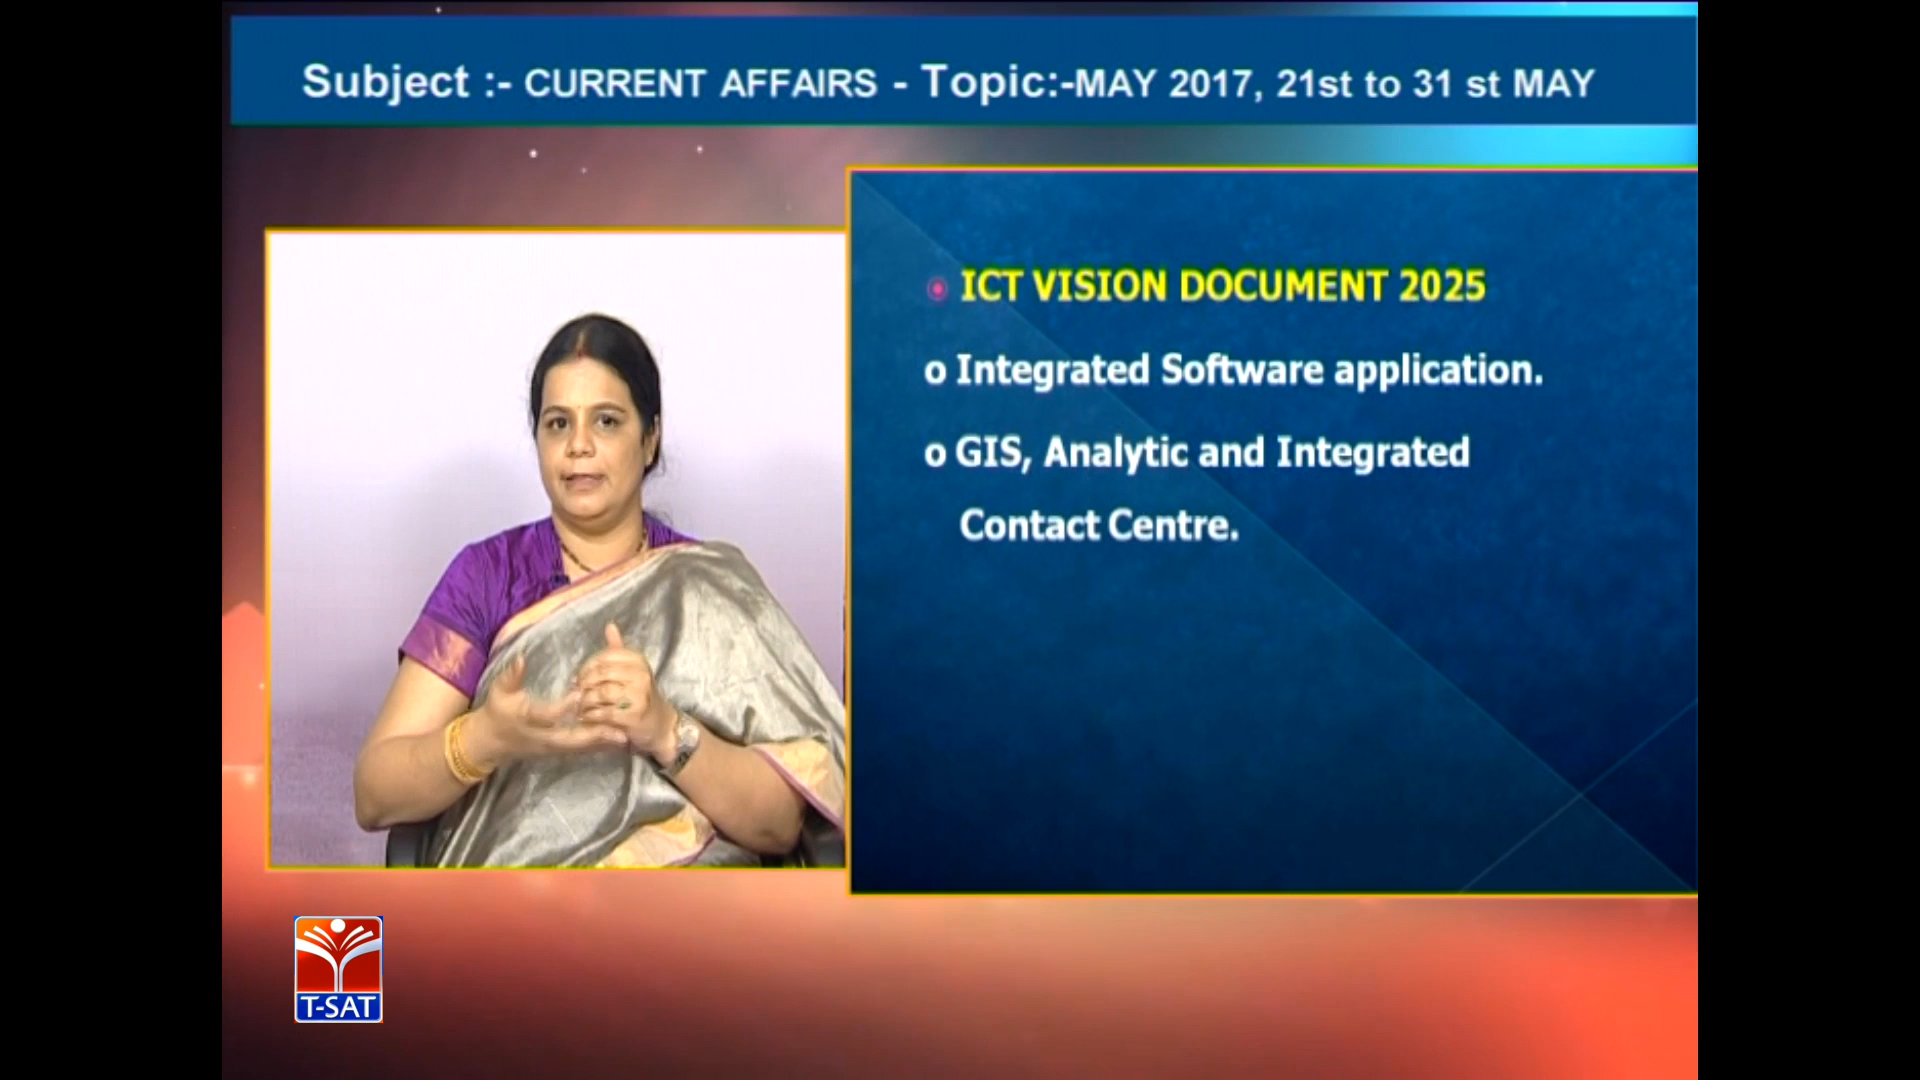 Subject :- CURRENT AFFAIRS - Topic:-MAY 2017, 21st to 31 st MAY
ICT VISION DOCUMENT 2025
o Integrated Software application.
o GIS, Analytic and Integrated
Contact Centre.
T-SAT